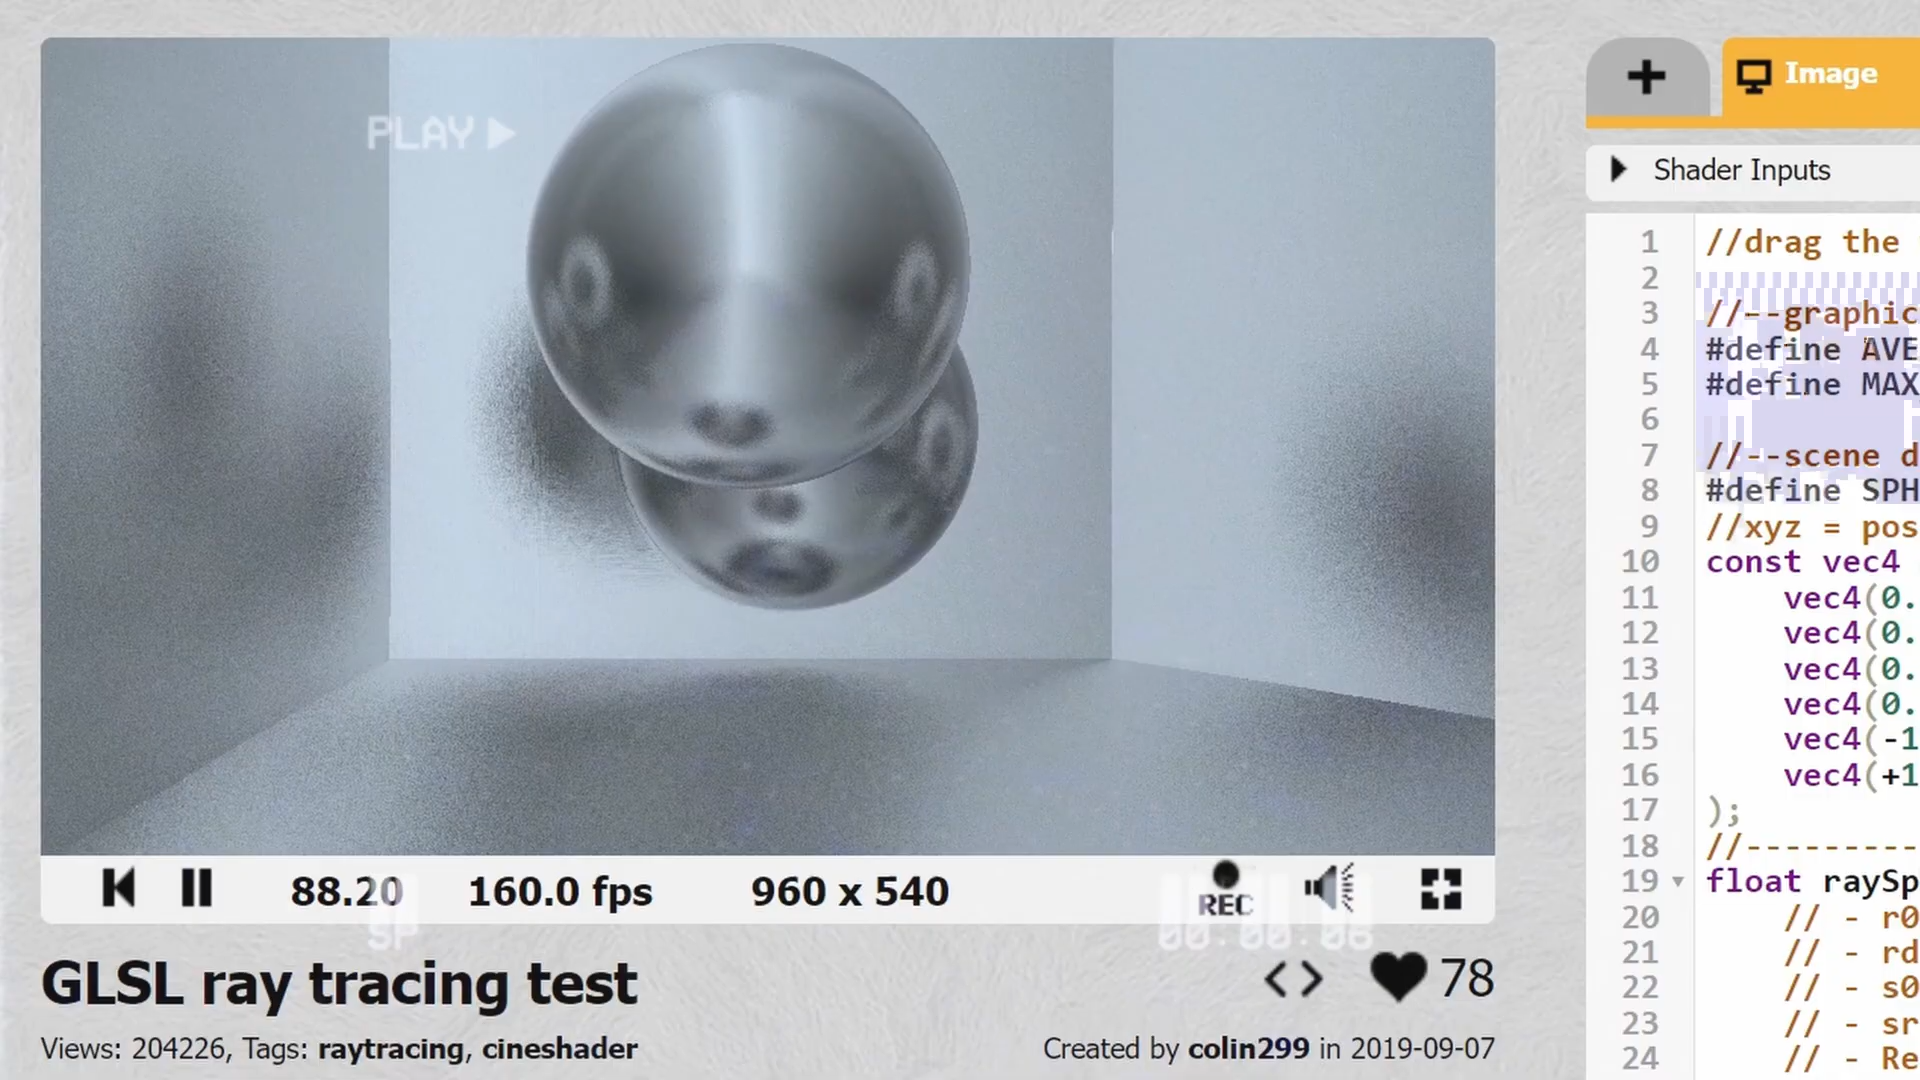 PLAY
88.20 160.0 fps 960 x 540 REC
SP 00:00:06
GLSL ray tracing test
78
Views: 204226, Tags: raytracing, cineshader
Created by colin299 in 2019-09-07
+ Image
Shader Inputs
1 //drag the
2
3 //--graphic
4 #define AVE
5 #define MAX
6
7 //--scene d
8 #define SPH
9 //xyz = pos
10 const vec4
11 vec4(0.
12 vec4(0.
13 vec4(0.
14 vec4(0.
15 vec4(-1
16 vec4(+1
17 );
18 //---------
19 float raySp
20 // - r0
21 // - rd
22 // - s0
23 // - sr
24 // - Re